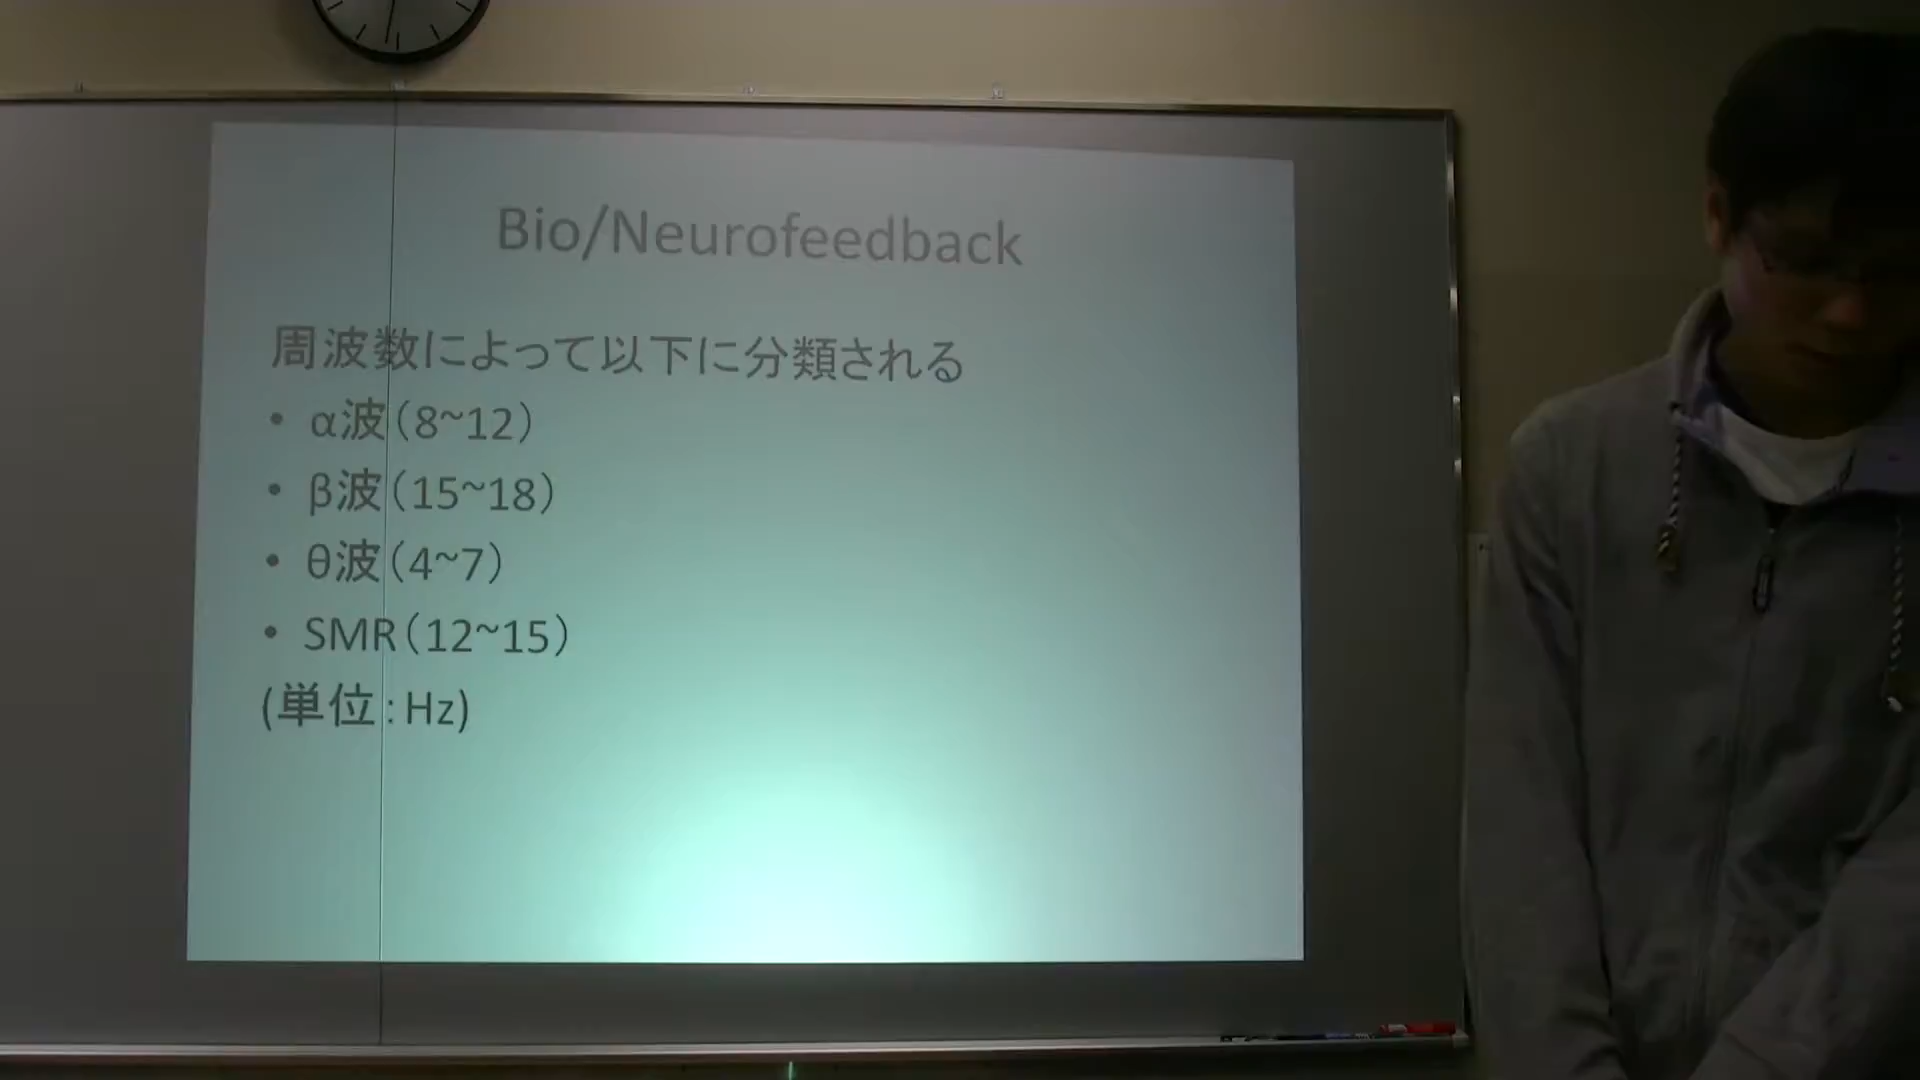 Bio/Neurofeedback
周波数によって以下に分類される
• α波(8~12)
• β波(15~18)
• θ波(4~7)
• SMR(12~15)
(単位:Hz)